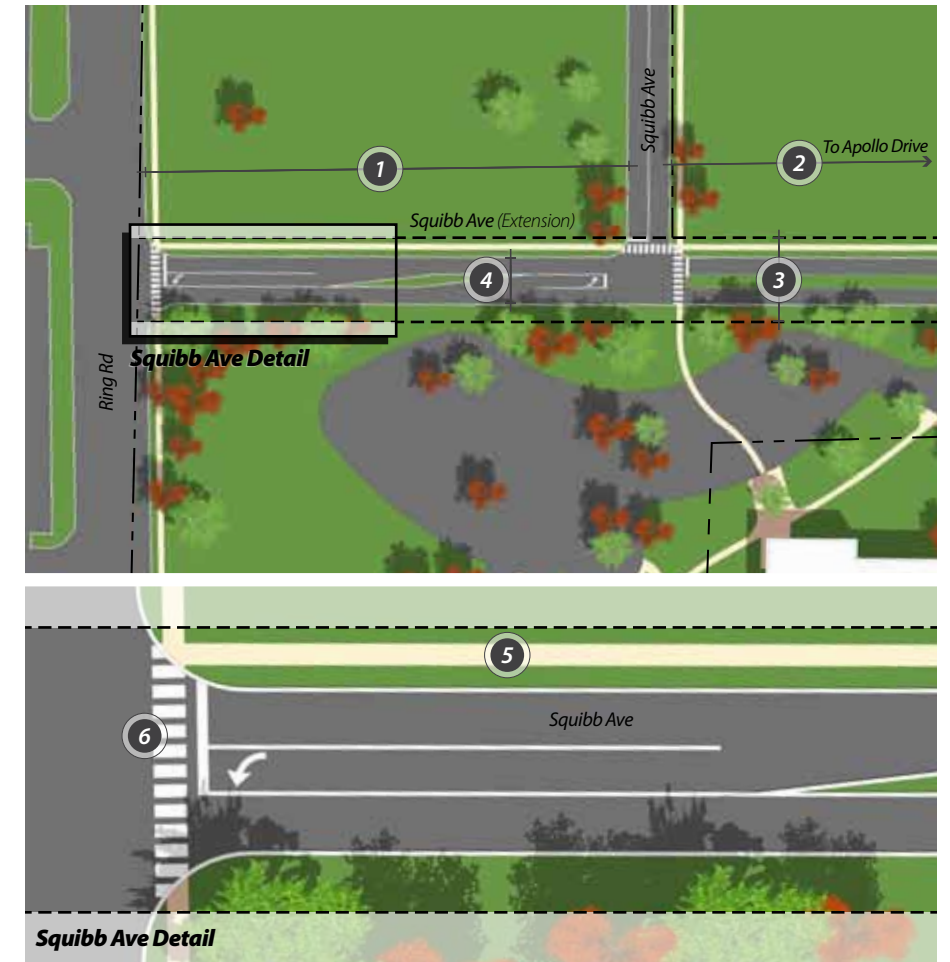 Squibb Ave
To Apollo Drive
1
2
Squibb Ave (Extension)
4
3
Squibb Ave Detail
Ring Rd
5
Squibb Ave
6
Squibb Ave Detail